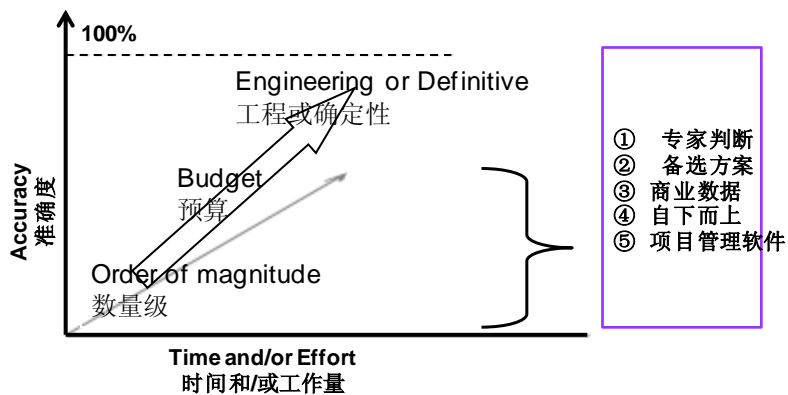 100%
Engineering or Definitive
工程或确定性
Budget
预算
Order of magnitude
数量级
Accuracy
准确度
Time and/or Effort
时间和/或工作量
① 专家判断
② 备选方案
③ 商业数据
④ 自下而上
⑤ 项目管理软件